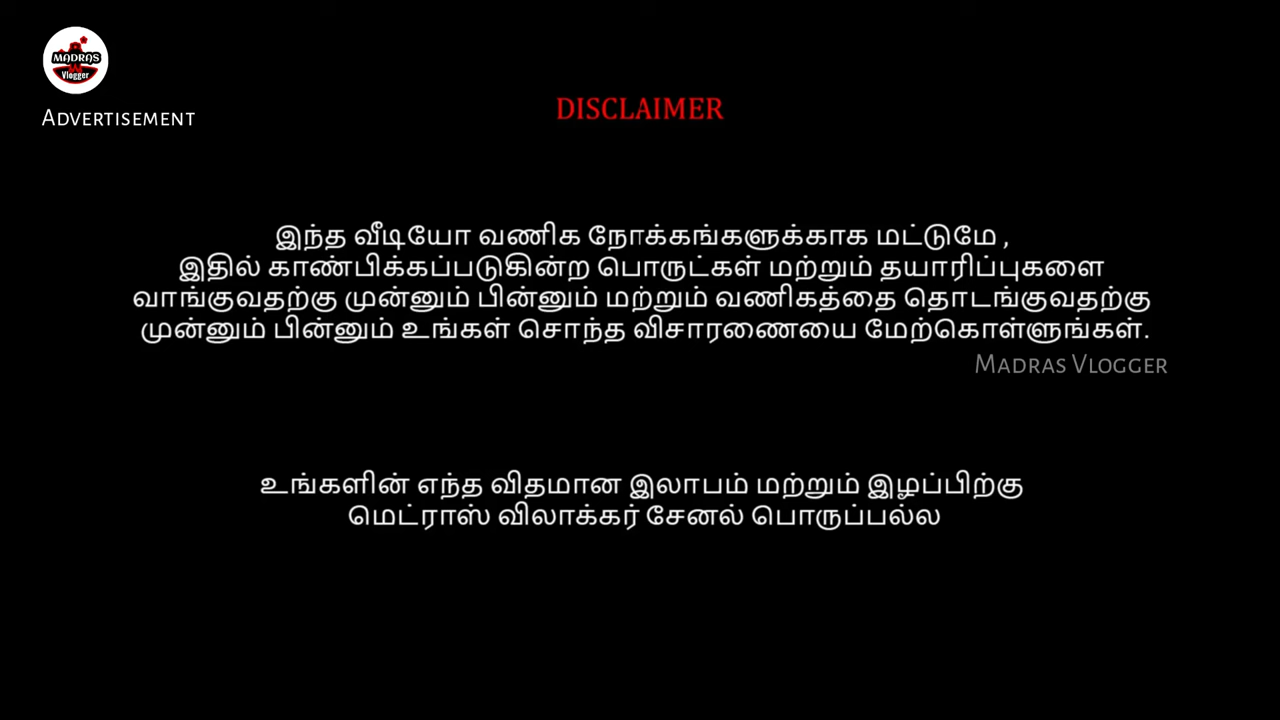 MADRAS
Vlogger
ADVERTISEMENT
DISCLAIMER
இந்த வீடியோ வணிக நோக்கங்களுக்காக மட்டுமே ,
இதில் காண்பிக்கப்படுகின்ற பொருட்கள் மற்றும் தயாரிப்புகளை
வாங்குவதற்கு முன்னும் பின்னும் மற்றும் வணிகத்தை தொடங்குவதற்கு
முன்னும் பின்னும் உங்கள் சொந்த விசாரணையை மேற்கொள்ளுங்கள்.
MADRAS VLOGGER
உங்களின் எந்த விதமான இலாபம் மற்றும் இழப்பிற்கு
மெட்ராஸ் விலாக்கர் சேனல் பொருப்பல்ல